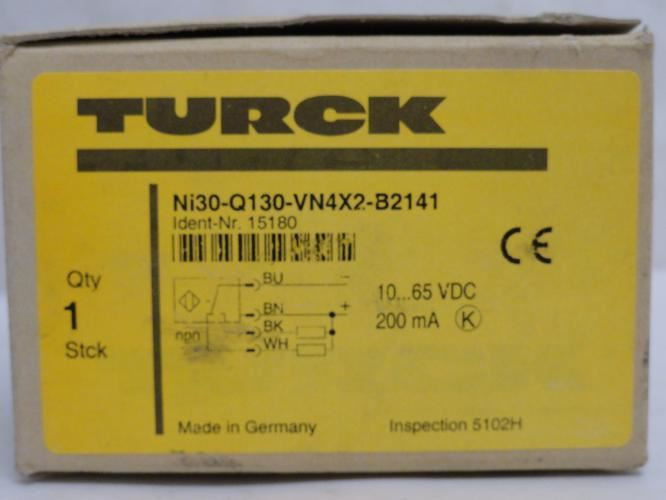 TURCK
Ni30-Q130-VN4X2-B2141
Ident-Nr. 15180
CE
Qty
1
Stck
BU −
BN +
BK
WH
npn
10...65 VDC
200 mA K
Made in Germany
Inspection 5102H